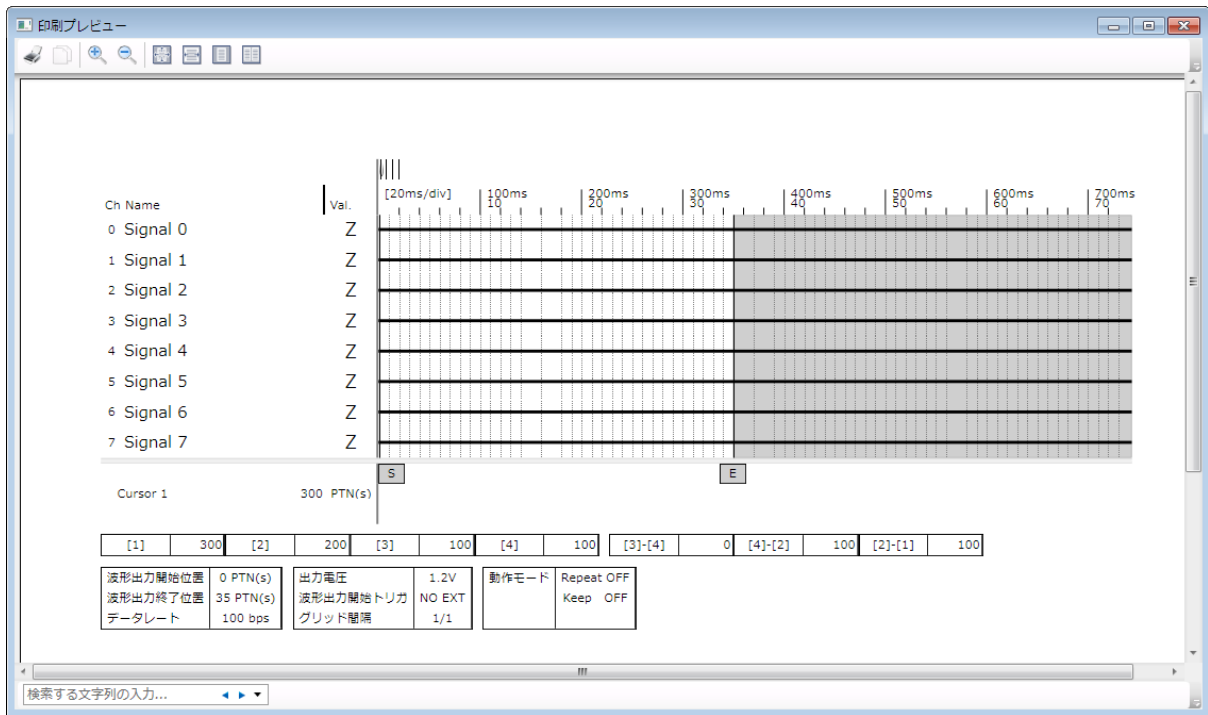 印刷プレビュー
[20ms/div] 100ms 200ms 300ms 400ms 500ms 600ms 700ms
10 20 30 40 50 60 70
Ch Name Val.
0 Signal 0 Z
1 Signal 1 Z
2 Signal 2 Z
3 Signal 3 Z
4 Signal 4 Z
5 Signal 5 Z
6 Signal 6 Z
7 Signal 7 Z
S E
Cursor 1 300 PTN(s)
[1] 300 [2] 200 [3] 100 [4] 100 [3]-[4] 0 [4]-[2] 100 [2]-[1] 100
波形出力開始位置 0 PTN(s) 出力電圧 1.2V 動作モード Repeat OFF
波形出力終了位置 35 PTN(s) 波形出力開始トリガ NO EXT Keep OFF
データレート 100 bps グリッド間隔 1/1
検索する文字列の入力...